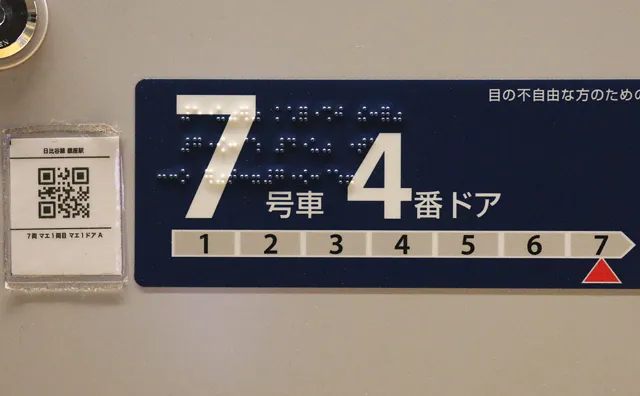 目の不自由な方のための
7号車 4番ドア
1 2 3 4 5 6 7
日比谷線 銀座駅
7両 マエ1両目 マエ1ドア A